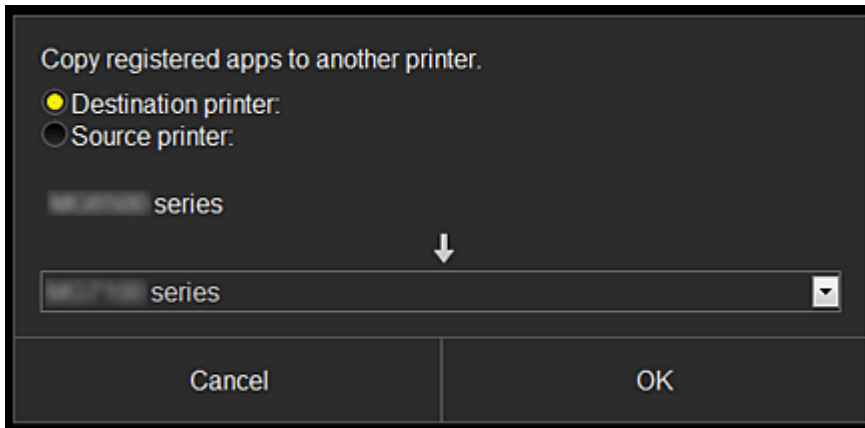 Copy registered apps to another printer.
Destination printer:
Source printer:
series
series
Cancel
OK